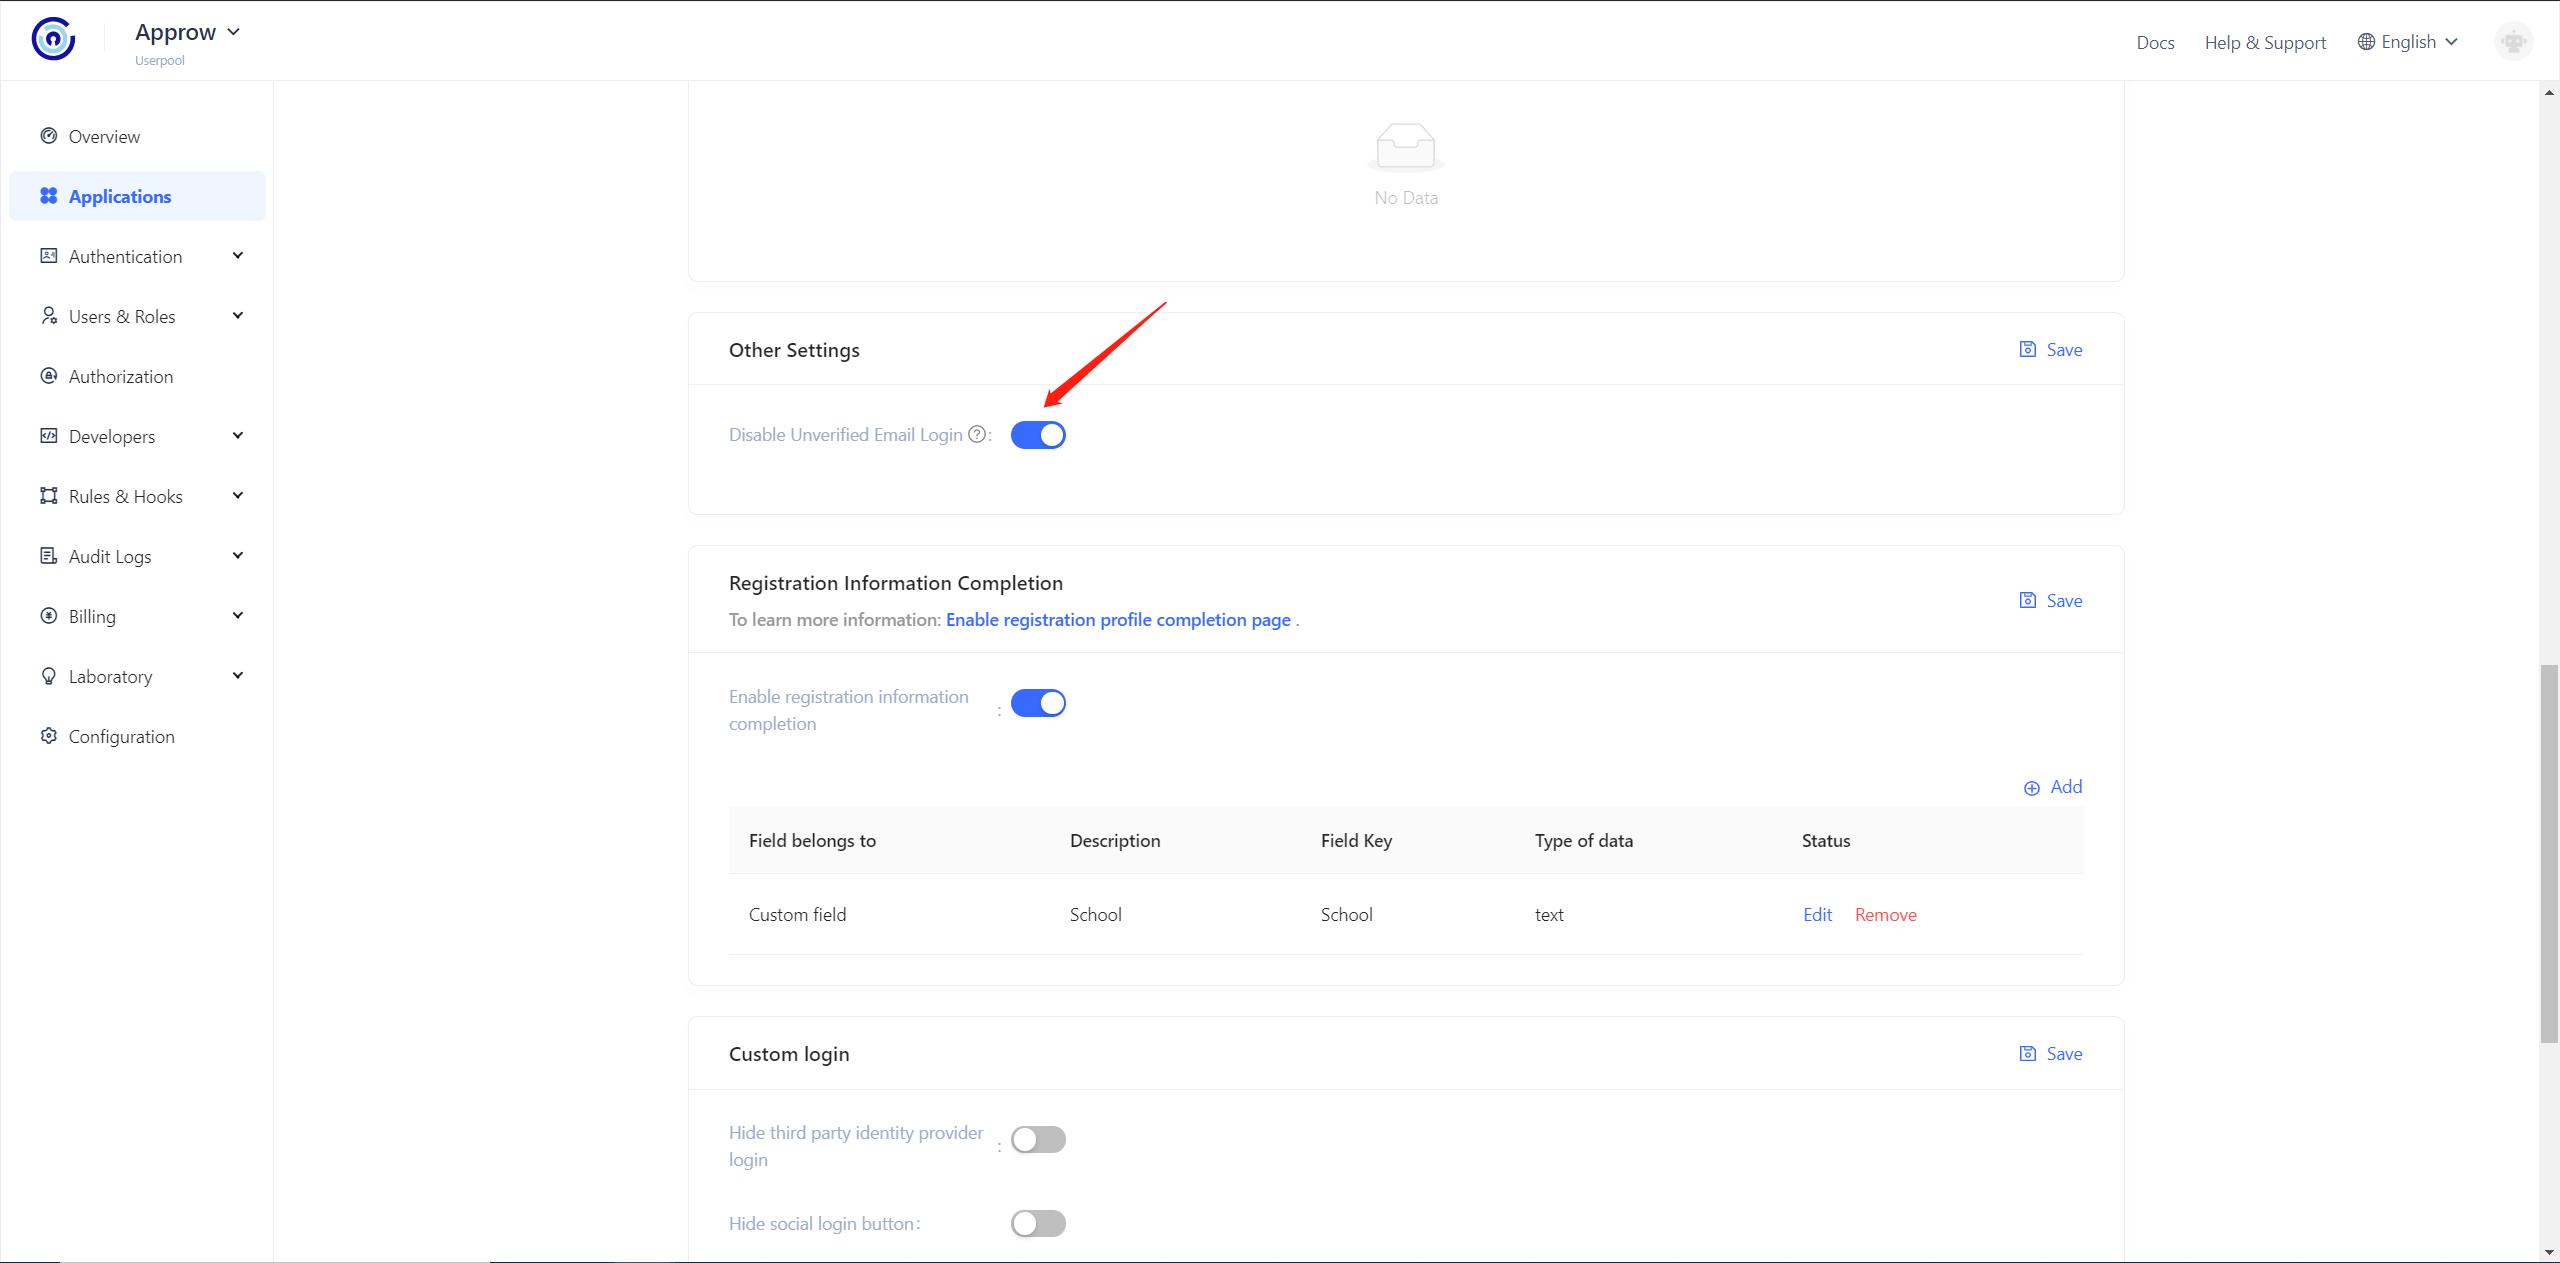 Approw
Userpool
Docs
Help & Support
English
Overview
Applications
Authentication
Users & Roles
Authorization
Developers
Rules & Hooks
Audit Logs
Billing
Laboratory
Configuration
No Data
Other Settings
Save
Disable Unverified Email Login ? :
Registration Information Completion
To learn more information: Enable registration profile completion page .
Save
Enable registration information
completion :
Add
Field belongs to Description Field Key Type of data Status
Custom field School School text Edit Remove
Custom login
Save
Hide third party identity provider
login :
Hide social login button :